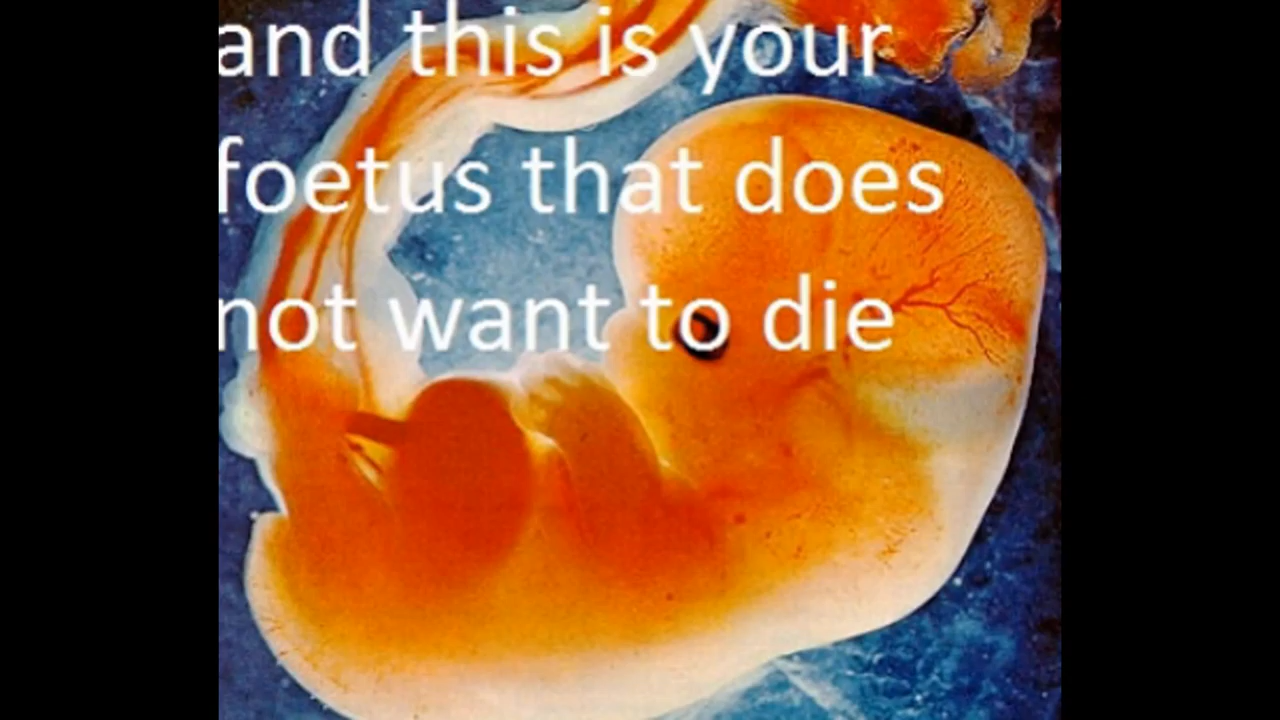 and this is your
foetus that does
not want to die